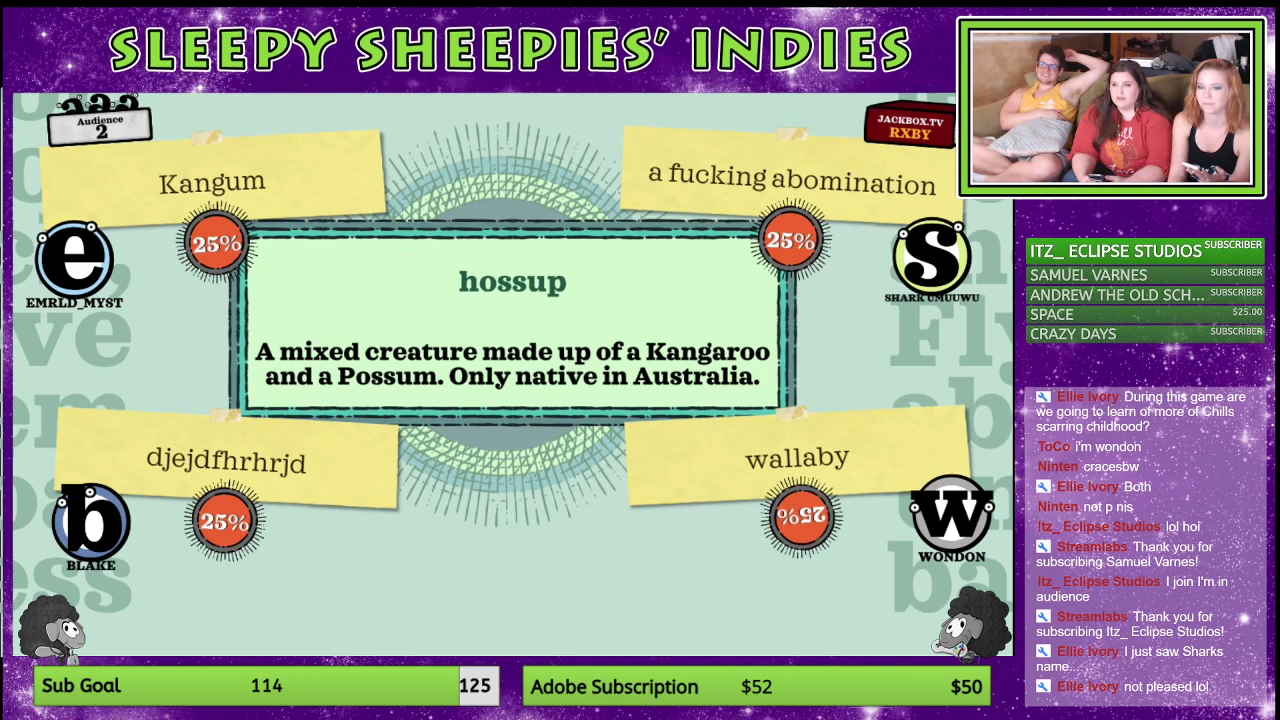 SLEEPY SHEEPIES' INDIES
Audience
2
JACKBOX.TV
RXBY
Kangum
a fucking abomination
25%
25%
EMRLD_MYST
e
s
SHARK UMUUWU
hossup
A mixed creature made up of a Kangaroo
and a Possum. Only native in Australia.
djejdfhrhrjd
wallaby
25%
25%
b
BLAKE
w
WONDON
ITZ_ ECLIPSE STUDIOS SUBSCRIBER
SAMUEL VARNES SUBSCRIBER
ANDREW THE OLD SCH... SUBSCRIBER
SPACE $25.00
CRAZY DAYS SUBSCRIBER
Ellie Ivory During this game are
we going to learn of more of Chills
scarring childhood?
ToCo i'm wondon
Ninten cracesbw
Ellie Ivory Both
Ninten not p nis
Itz_ Eclipse Studios lol hoi
Streamlabs Thank you for
subscribing Samuel Varnes!
Itz_ Eclipse Studios I join I'm in
audience
Streamlabs Thank you for
subscribing Itz_ Eclipse Studios!
Ellie Ivory I just saw Sharks
name...
Ellie Ivory not pleased lol
Sub Goal 114 125
Adobe Subscription $52 $50